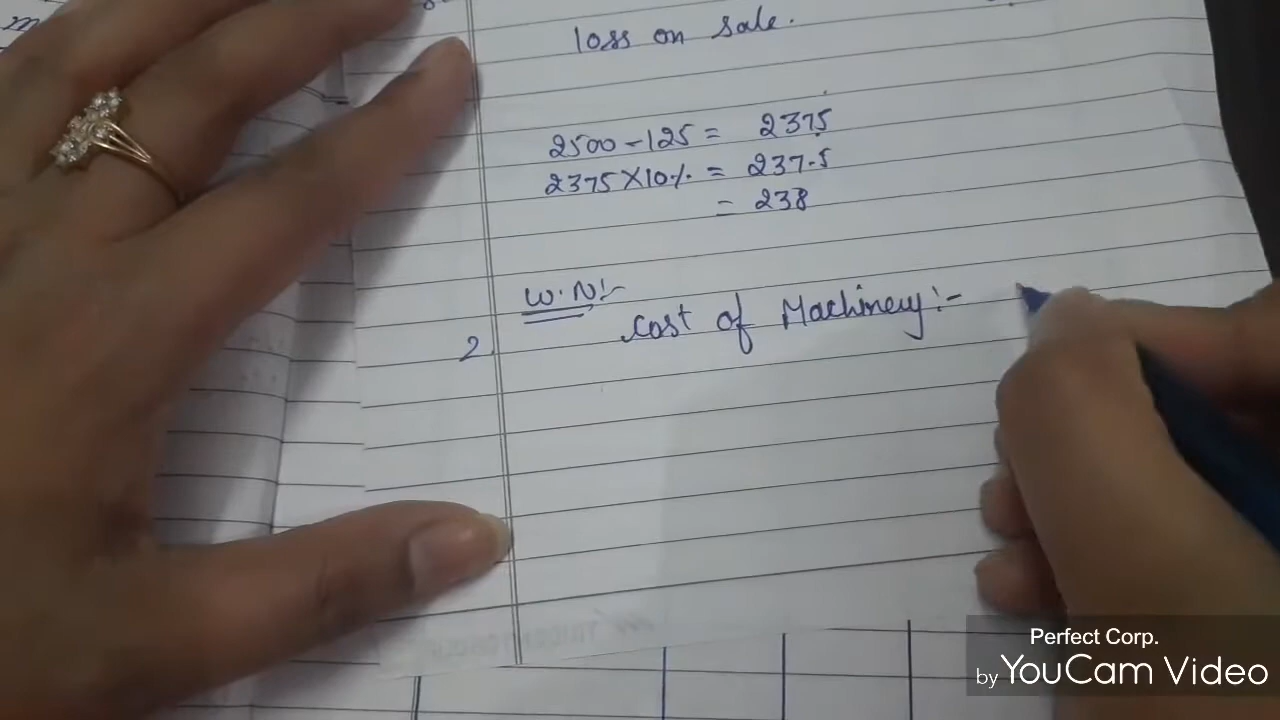 loss on sale.
2500 - 125 = 2375
2375 X 10% = 237.5
= 238
W.N:-
2. Cost of Machinery:-
Perfect Corp.
by YouCam Video